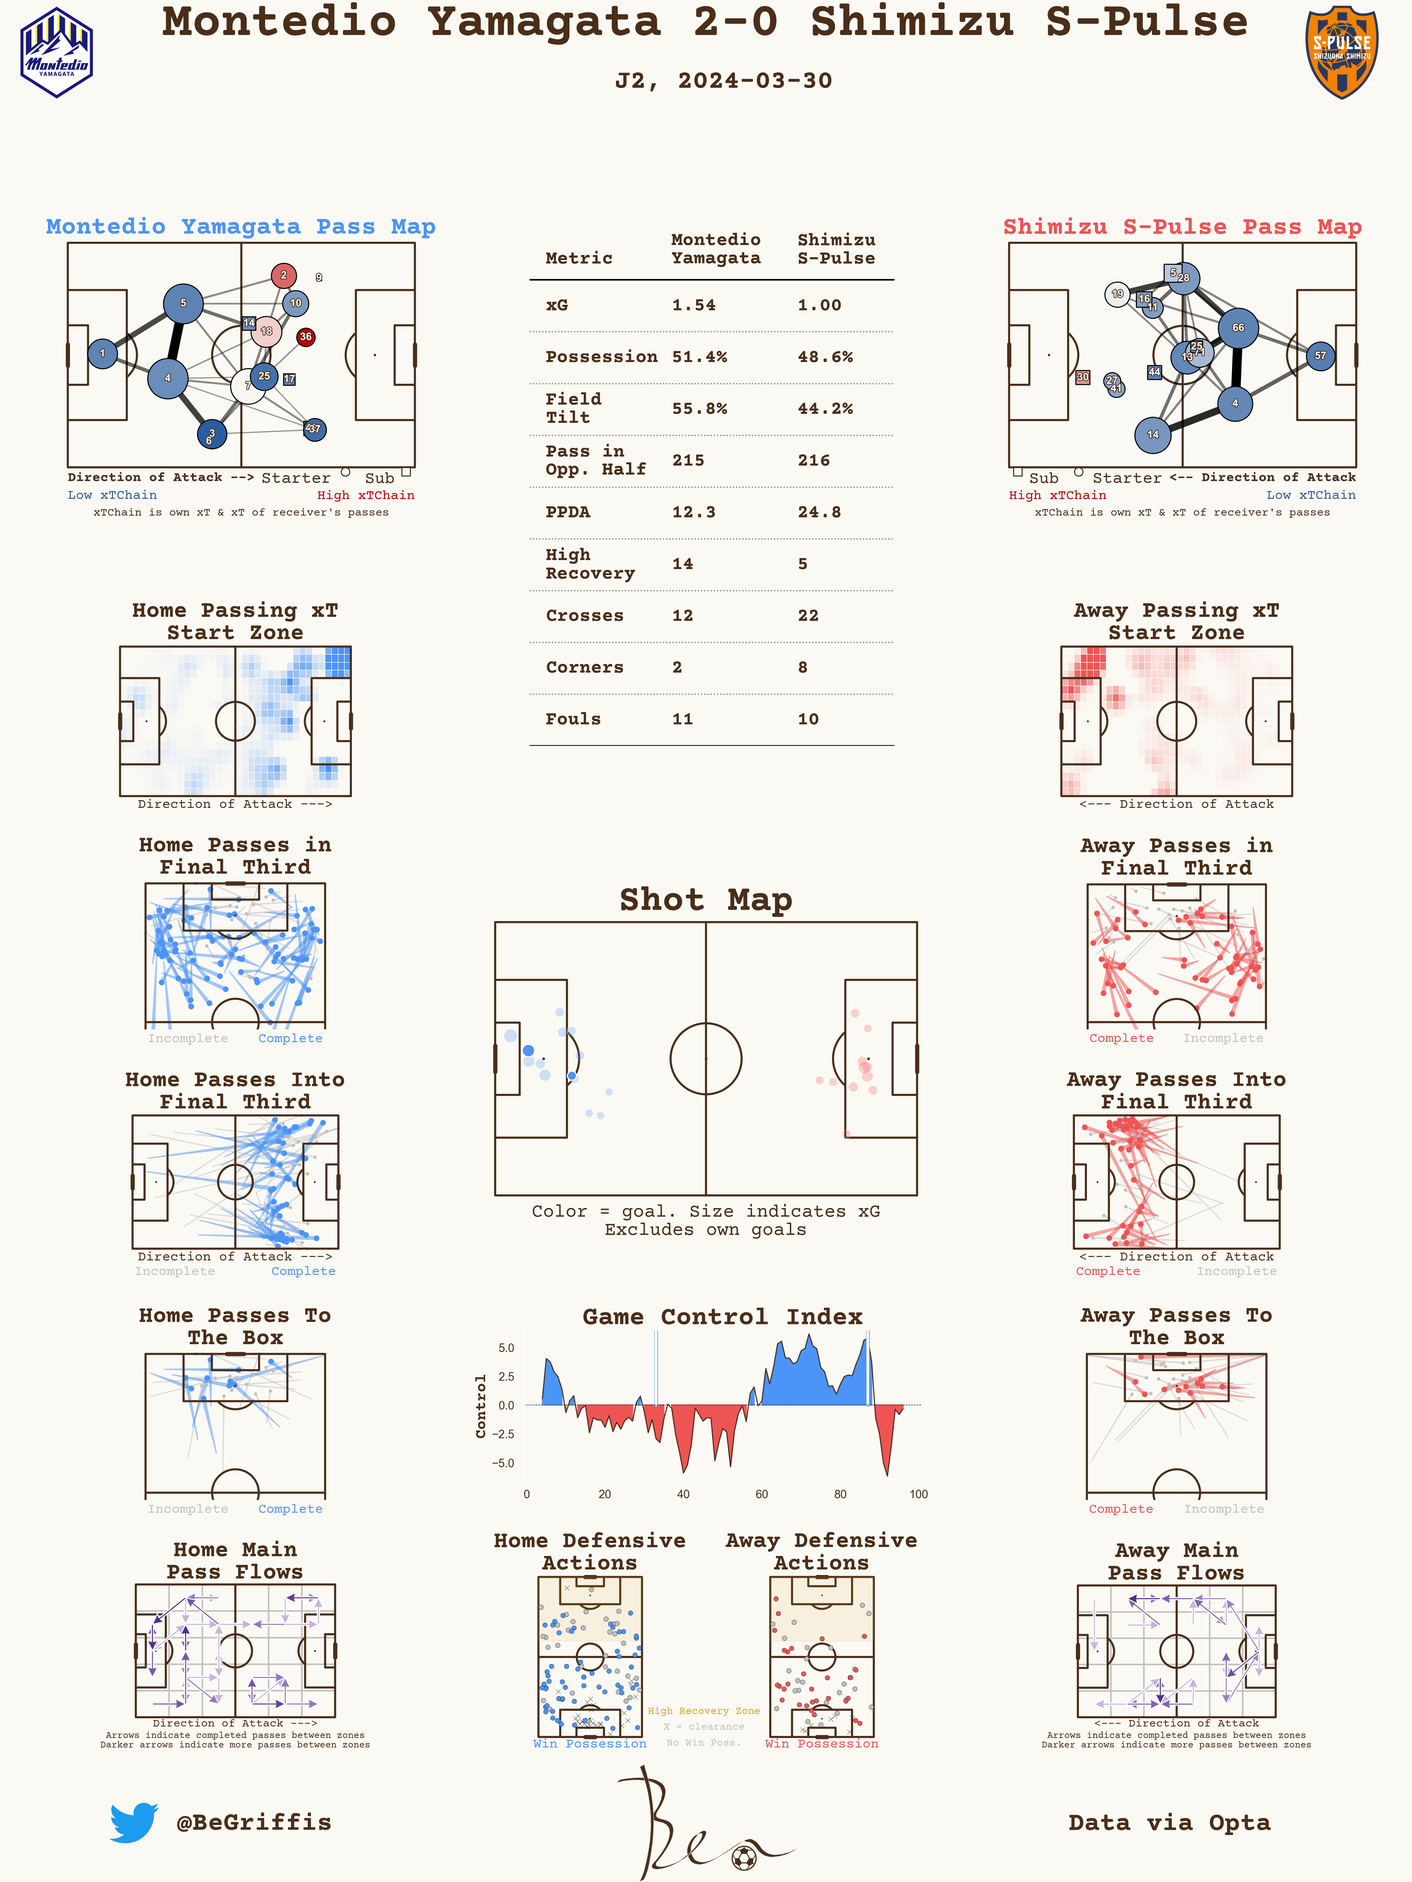 Montedio Yamagata 2-0 Shimizu S-Pulse
J2, 2024-03-30
Montedio
YAMAGATA
S-PULSE
SHIZUOKA SHIMIZU
Montedio Yamagata Pass Map
1
5
4
3
6
2
9
10
14
18
36
7
25
17
37
Direction of Attack --> Starter Sub
Low xTChain High xTChain
xTChain is own xT & xT of receiver's passes
Metric Montedio Yamagata Shimizu S-Pulse
xG 1.54 1.00
Possession 51.4% 48.6%
Field Tilt 55.8% 44.2%
Pass in Opp. Half 215 216
PPDA 12.3 24.8
High Recovery 14 5
Crosses 12 22
Corners 2 8
Fouls 11 10
Shimizu S-Pulse Pass Map
5
28
19
16
11
66
25
13
57
44
30
27
41
4
14
Sub Starter <-- Direction of Attack
High xTChain Low xTChain
xTChain is own xT & xT of receiver's passes
Home Passing xT
Start Zone
Direction of Attack --->
Away Passing xT
Start Zone
<--- Direction of Attack
Home Passes in
Final Third
Incomplete Complete
Away Passes in
Final Third
Complete Incomplete
Shot Map
Color = goal. Size indicates xG
Excludes own goals
Home Passes Into
Final Third
Direction of Attack --->
Incomplete Complete
Away Passes Into
Final Third
<--- Direction of Attack
Complete Incomplete
Home Passes To
The Box
Incomplete Complete
Game Control Index
Control
5.0
2.5
0.0
−2.5
−5.0
0 20 40 60 80 100
Away Passes To
The Box
Complete Incomplete
Home Main
Pass Flows
Direction of Attack --->
Arrows indicate completed passes between zones
Darker arrows indicate more passes between zones
Home Defensive
Actions
Win Possession
High Recovery Zone
X = clearance
No Win Poss.
Away Defensive
Actions
Win Possession
Away Main
Pass Flows
<--- Direction of Attack
Arrows indicate completed passes between zones
Darker arrows indicate more passes between zones
@BeGriffis
Ben
Data via Opta